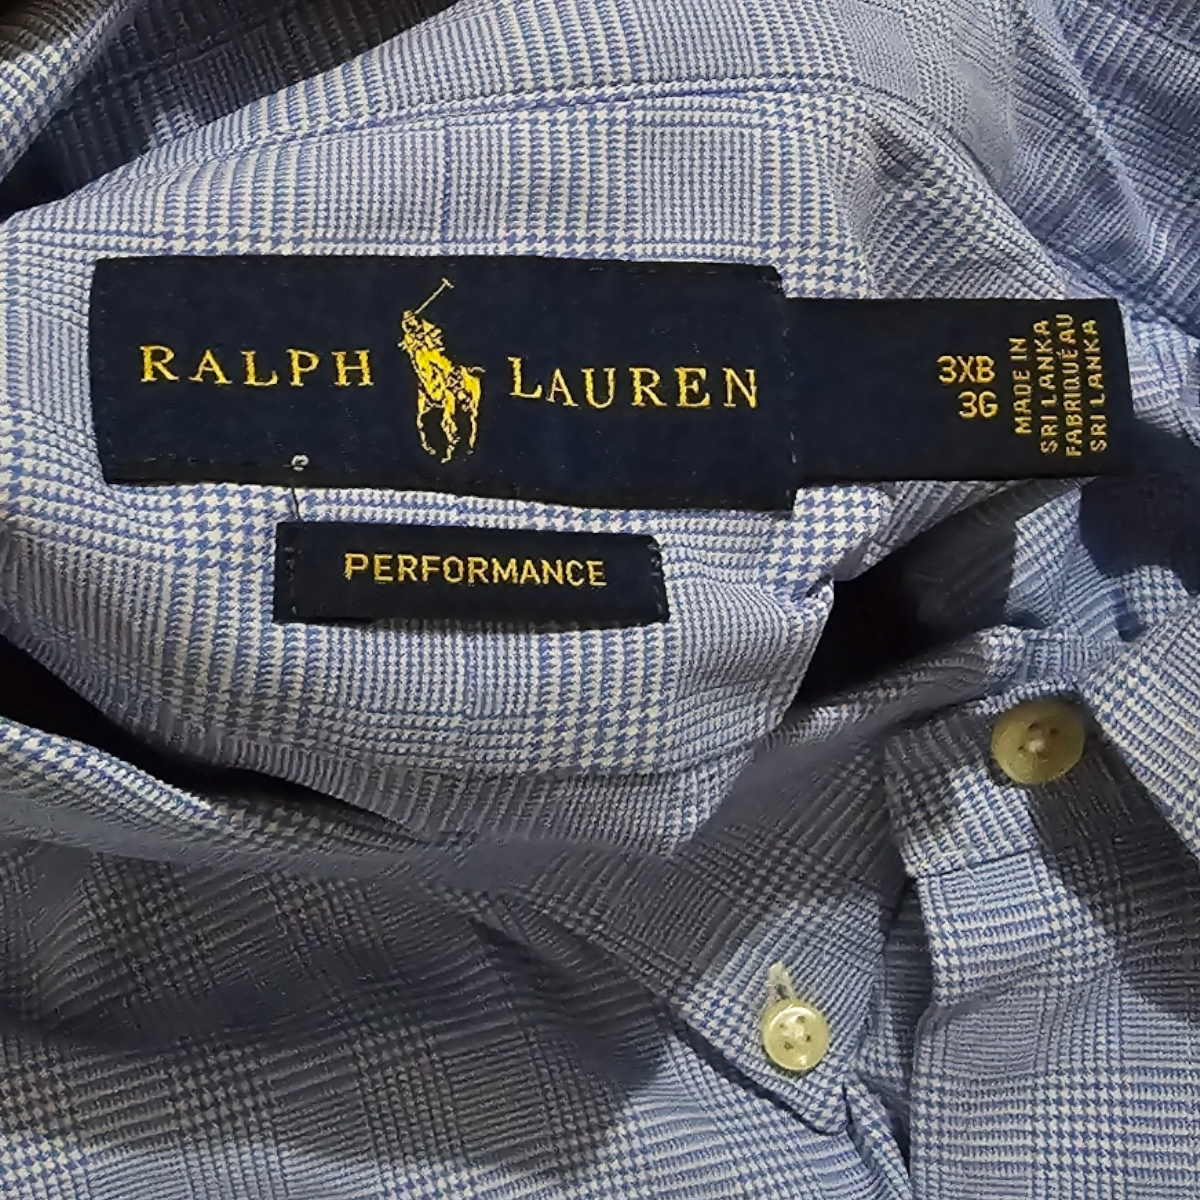 RALPH LAUREN
PERFORMANCE
3XB
3G
MADE IN
SRI LANKA
FABRIQUÉ AU
SRI LANKA